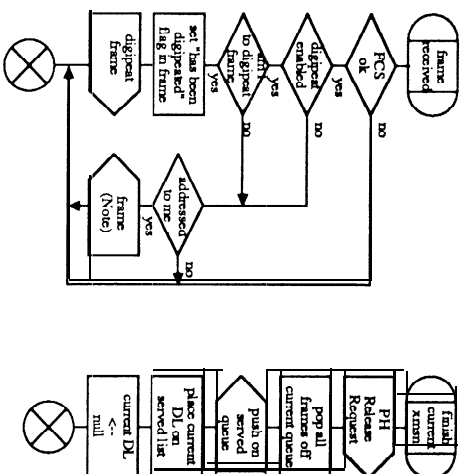 frame
received
FCS
ok
yes
no
digipeat
enabled
yes
no
am I
to digipeat
frame
yes
no
set "has been
digipeated"
flag in frame
digipeat
frame
addressed
to me
no
yes
frame
(Note)
finish
current
xmsn
PH
Release
Request
pop all
frames off
current queue
push on
served
queue
place current
DL on
served list
current DL
<--
null